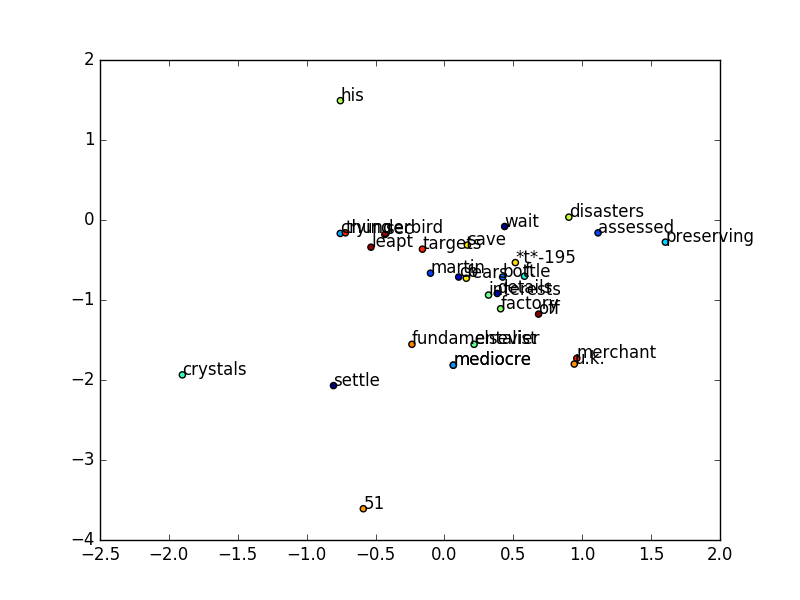 2
his
1
disasters
0
wait
assessed
crying
thunderbird
preserving
leapt
targets
save
*t*-195
martin
bottle
details
interests
−1
factory
off
fundamentalist
merchant
u.k.
mediocre
crystals
−2
settle
−3
51
−4
−2.5 −2.0 −1.5 −1.0 −0.5 0.0 0.5 1.0 1.5 2.0